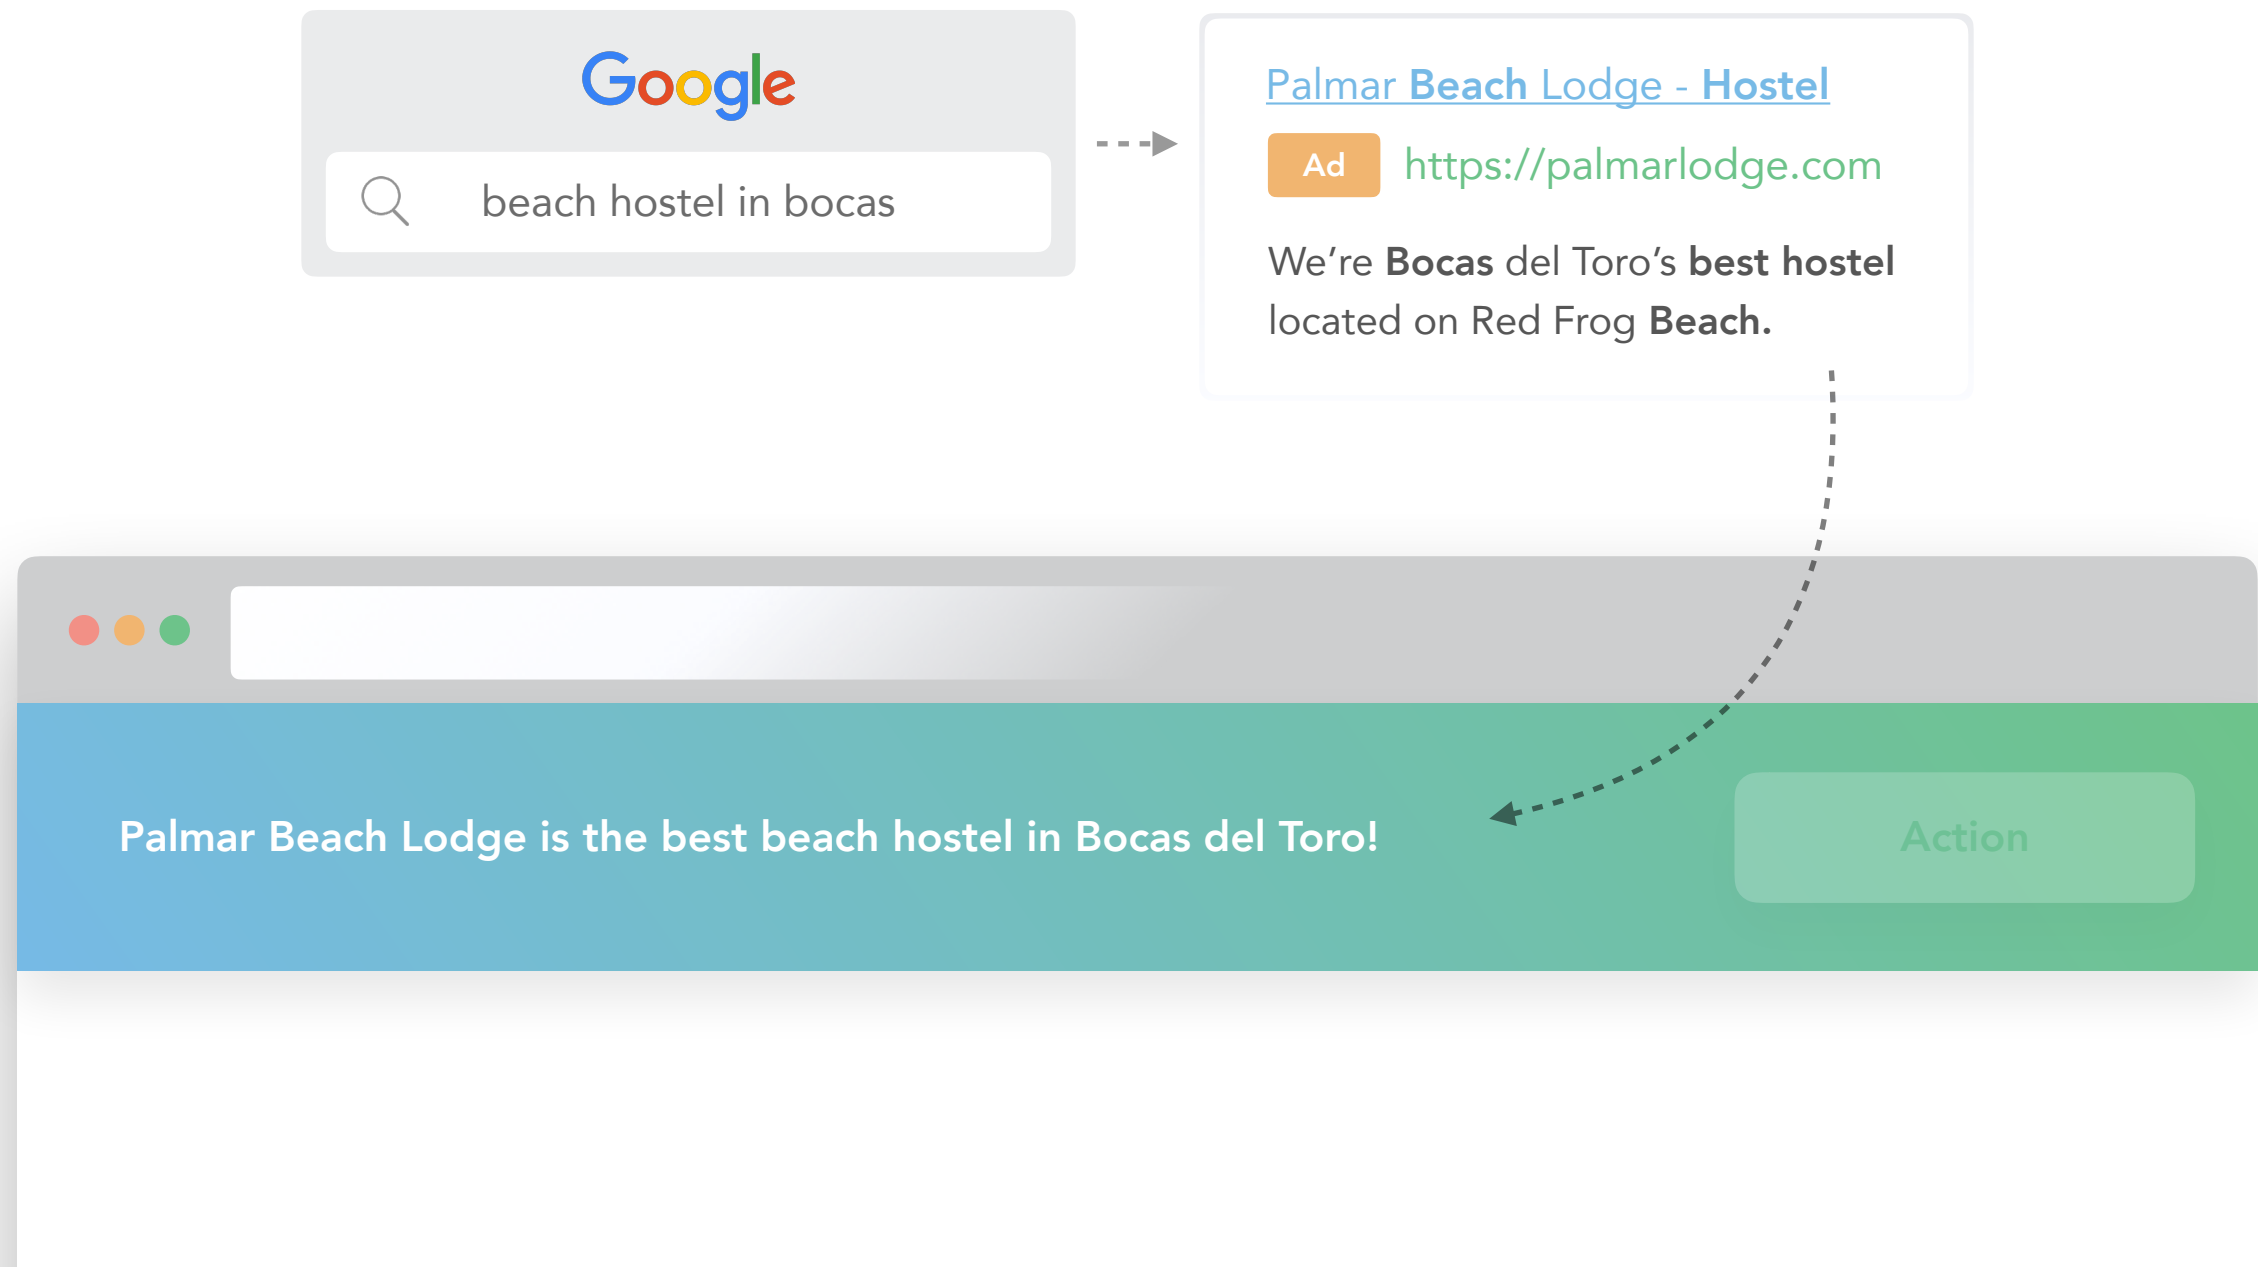 Google
beach hostel in bocas
Palmar Beach Lodge - Hostel
Ad https://palmarlodge.com
We’re Bocas del Toro’s best hostel
located on Red Frog Beach.
Palmar Beach Lodge is the best beach hostel in Bocas del Toro!
Action